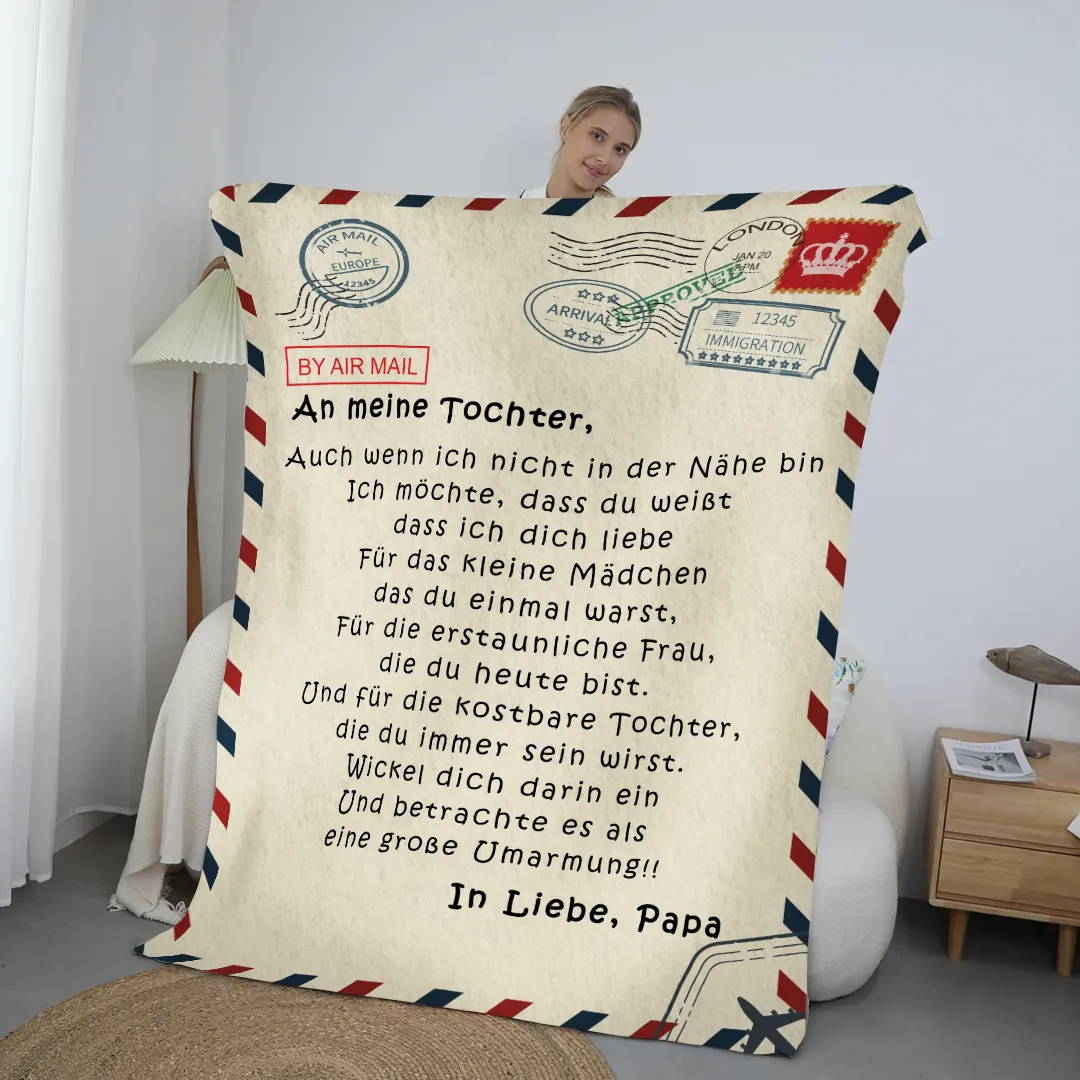 AIR MAIL
EUROPE
12345
LONDON
JAN 20
PM
APPROVED
ARRIVAL
12345
IMMIGRATION
BY AIR MAIL
An meine Tochter,
Auch wenn ich nicht in der Nähe bin
Ich möchte, dass du weißt
dass ich dich liebe
Für das kleine Mädchen
das du einmal warst,
Für die erstaunliche Frau,
die du heute bist.
Und für die kostbare Tochter,
die du immer sein wirst.
Wickel dich darin ein
Und betrachte es als
eine große Umarmung!!
In Liebe, Papa